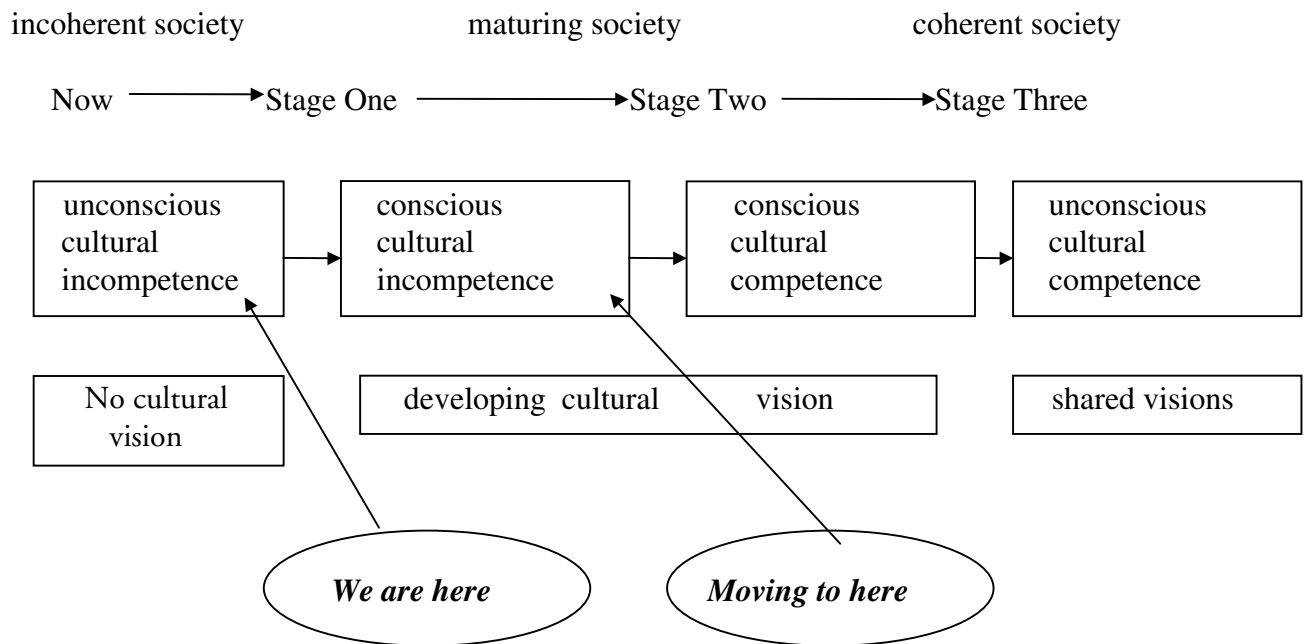 incoherent society maturing society coherent society
Now Stage One Stage Two Stage Three
unconscious
cultural
incompetence
conscious
cultural
incompetence
conscious
cultural
competence
unconscious
cultural
competence
No cultural
vision
developing cultural vision
shared visions
We are here
Moving to here